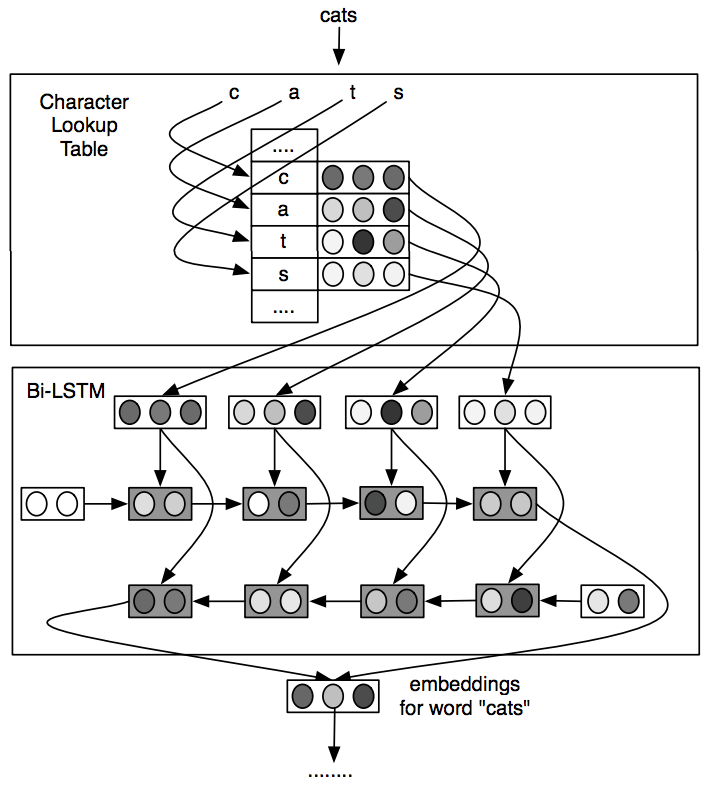 cats
Character
Lookup
Table
c a t s
....
c
a
t
s
....
Bi-LSTM
embeddings
for word "cats"
........